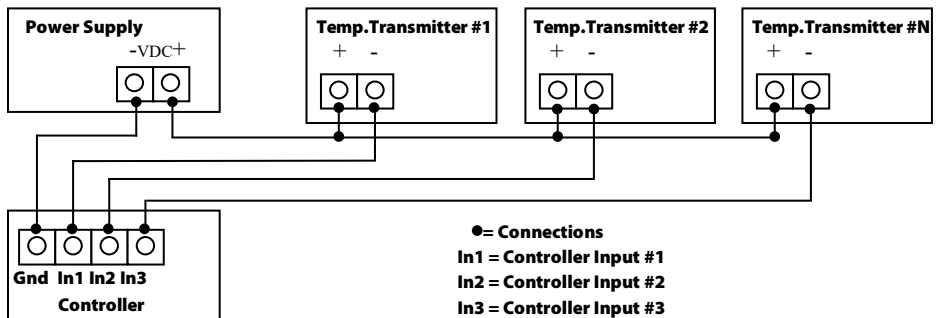 Power Supply
-VDC+
Temp.Transmitter #1
+ -
Temp.Transmitter #2
+ -
Temp.Transmitter #N
+ -
Gnd In1 In2 In3
Controller
●= Connections
In1 = Controller Input #1
In2 = Controller Input #2
In3 = Controller Input #3